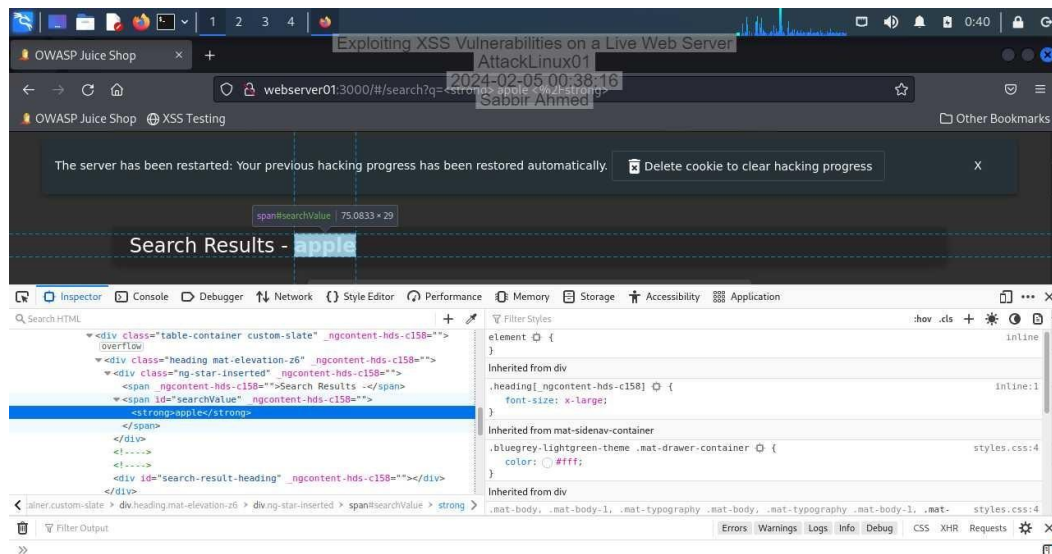 1 2 3 4
0:40
OWASP Juice Shop × +
Exploiting XSS Vulnerabilities on a Live Web Server
AttackLinux01
2024-02-05 00:38:16
Sabbir Ahmed
webserver01:3000/#/search?q=<strong> apple <%2Fstrong>
OWASP Juice Shop XSS Testing Other Bookmarks
The server has been restarted: Your previous hacking progress has been restored automatically. Delete cookie to clear hacking progress X
span#searchValue | 75.0833 × 29
Search Results - apple
Inspector Console Debugger Network {} Style Editor Performance Memory Storage Accessibility Application
Search HTML + Filter Styles :hov .cls +
<div class="table-container custom-slate" _ngcontent-hds-c158="">
overflow
<div class="heading mat-elevation-z6" _ngcontent-hds-c158="">
<div class="ng-star-inserted" _ngcontent-hds-c158="">
<span _ngcontent-hds-c158="">Search Results -</span>
<span id="searchValue" _ngcontent-hds-c158="">
<strong>apple</strong>
</span>
</div>
<!---->
<!---->
<div id="search-result-heading" _ngcontent-hds-c158=""></div>
</div>
element { inline
}
Inherited from div
.heading[_ngcontent-hds-c158] { inline:1
font-size: x-large;
}
Inherited from mat-sidenav-container
.bluegrey-lightgreen-theme .mat-drawer-container { styles.css:4
color: #fff;
}
Inherited from div
.mat-body, .mat-body-1, .mat-typography .mat-body, .mat-typography .mat-body-1, .mat- styles.css:4
ainer.custom-slate > div.heading.mat-elevation-z6 > div.ng-star-inserted > span#searchValue > strong
Filter Output Errors Warnings Logs Info Debug CSS XHR Requests
>>